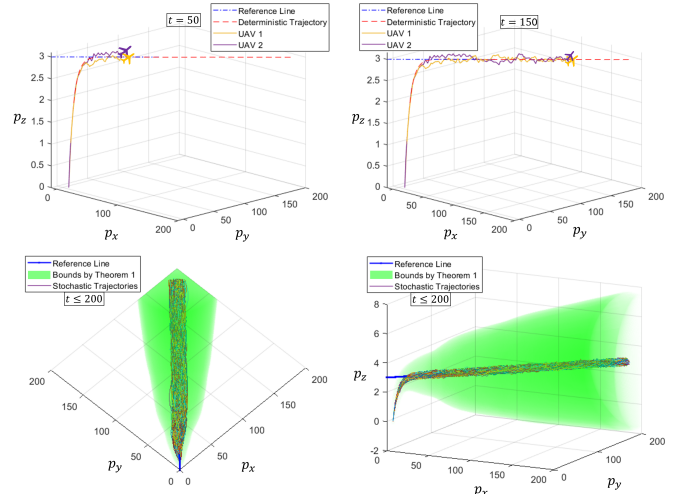 t = 50
Reference Line
Deterministic Trajectory
UAV 1
UAV 2
3
2.5
2
1.5
1
0.5
0
p_z
0
100
200
p_x
0
50
100
150
200
p_y
Reference Line
Deterministic Trajectory
UAV 1
UAV 2
t = 150
3
2.5
2
1.5
1
0.5
0
p_z
0
100
200
p_x
0
50
100
150
200
p_y
Reference Line
Bounds by Theorem 1
Stochastic Trajectories
t ≤ 200
200
150
100
50
0
p_y
0
50
100
150
200
p_x
Reference Line
Bounds by Theorem 1
Stochastic Trajectories
t ≤ 200
8
6
4
2
0
-2
p_z
0
50
100
150
200
p_x
0
100
200
p_y